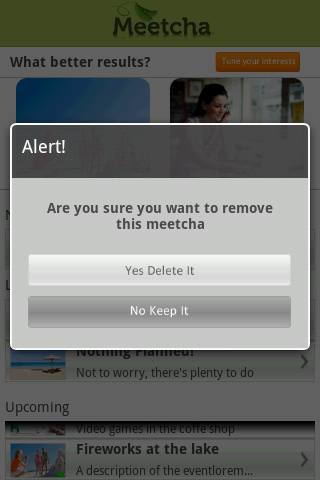 Meetcha
What better results?
Tune your interests
Alert!
Are you sure you want to remove
this meetcha
Yes Delete It
No Keep It
N
L
Nothing Planned!
Not to worry, there's plenty to do
Upcoming
Video games in the coffe shop
Fireworks at the lake
A description of the eventlorem...